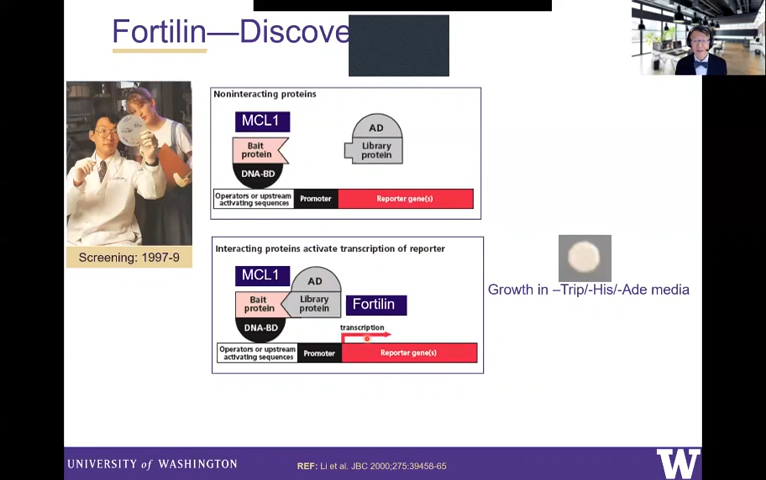 Fortilin—Discove
Noninteracting proteins
MCL1
Bait
protein
DNA-BD
AD
Library
protein
Operators or upstream
activating sequences
Promoter
Reporter gene(s)
Screening: 1997-9
Interacting proteins activate transcription of reporter
MCL1
Bait
protein
DNA-BD
AD
Library
protein
Fortilin
transcription
Operators or upstream
activating sequences
Promoter
Reporter gene(s)
Growth in –Trip/-His/-Ade media
UNIVERSITY of WASHINGTON
REF: Li et al. JBC 2000;275:39458-65
W